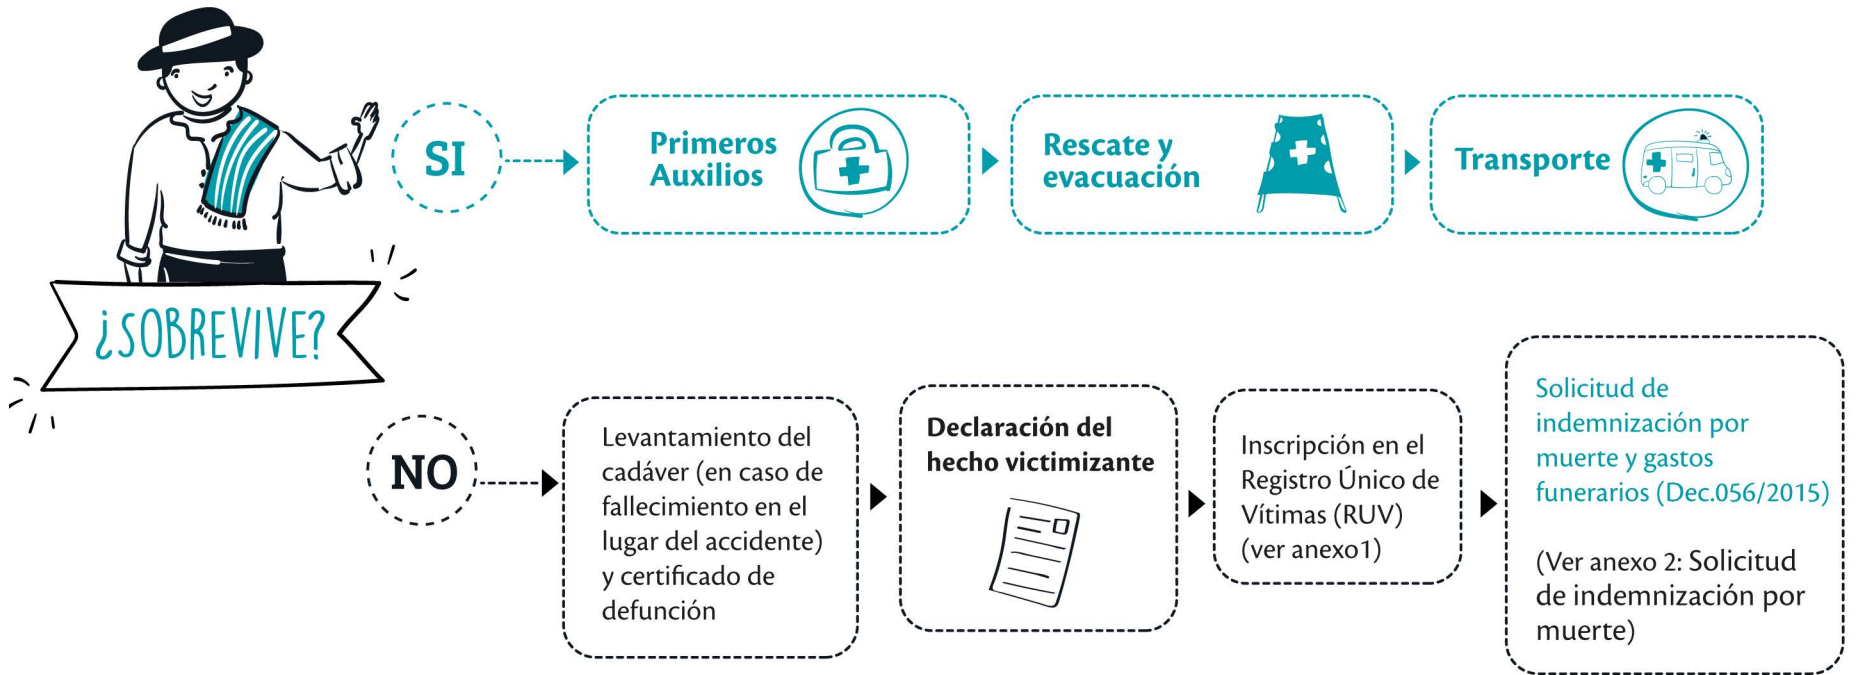 ¿SOBREVIVE?
SI
Primeros
Auxilios
Rescate y
evacuación
Transporte
NO
Levantamiento del
cadáver (en caso de
fallecimiento en el
lugar del accidente)
y certificado de
defunción
Declaración del
hecho victimizante
Inscripción en el
Registro Único de
Vítimas (RUV)
(ver anexo1)
Solicitud de
indemnización por
muerte y gastos
funerarios (Dec.056/2015)
(Ver anexo 2: Solicitud
de indemnización por
muerte)